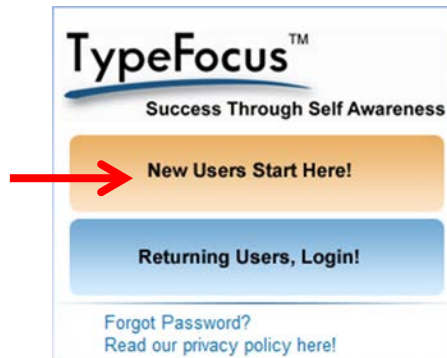 TypeFocus™
Success Through Self Awareness
New Users Start Here!
Returning Users, Login!
Forgot Password?
Read our privacy policy here!